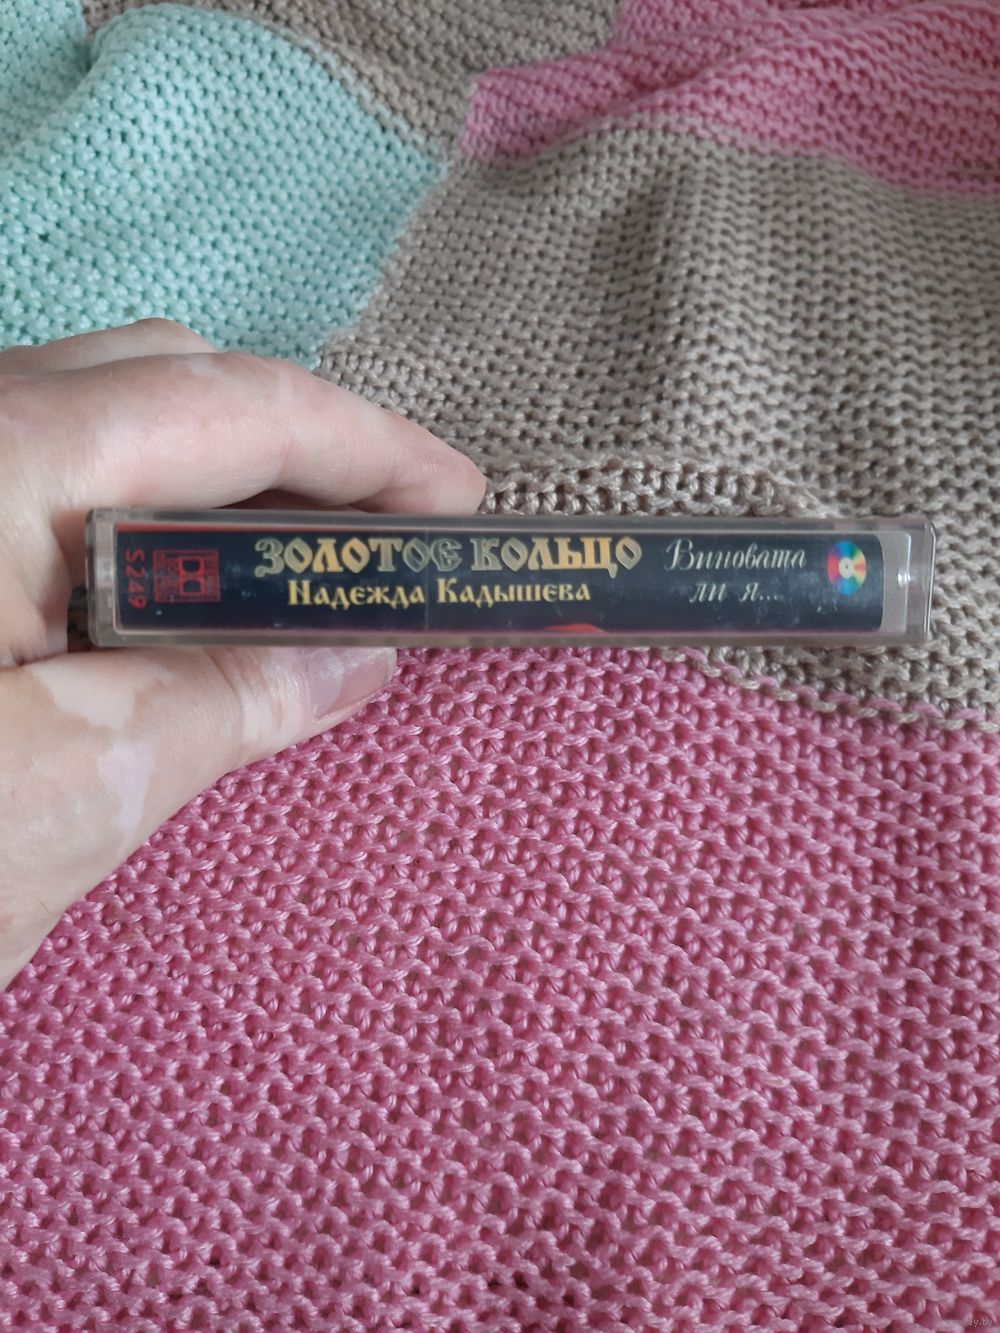 S249
ЗОЛОТОЕ КОЛЬЦО
Надежда Кадышева
Виновата
ли я...